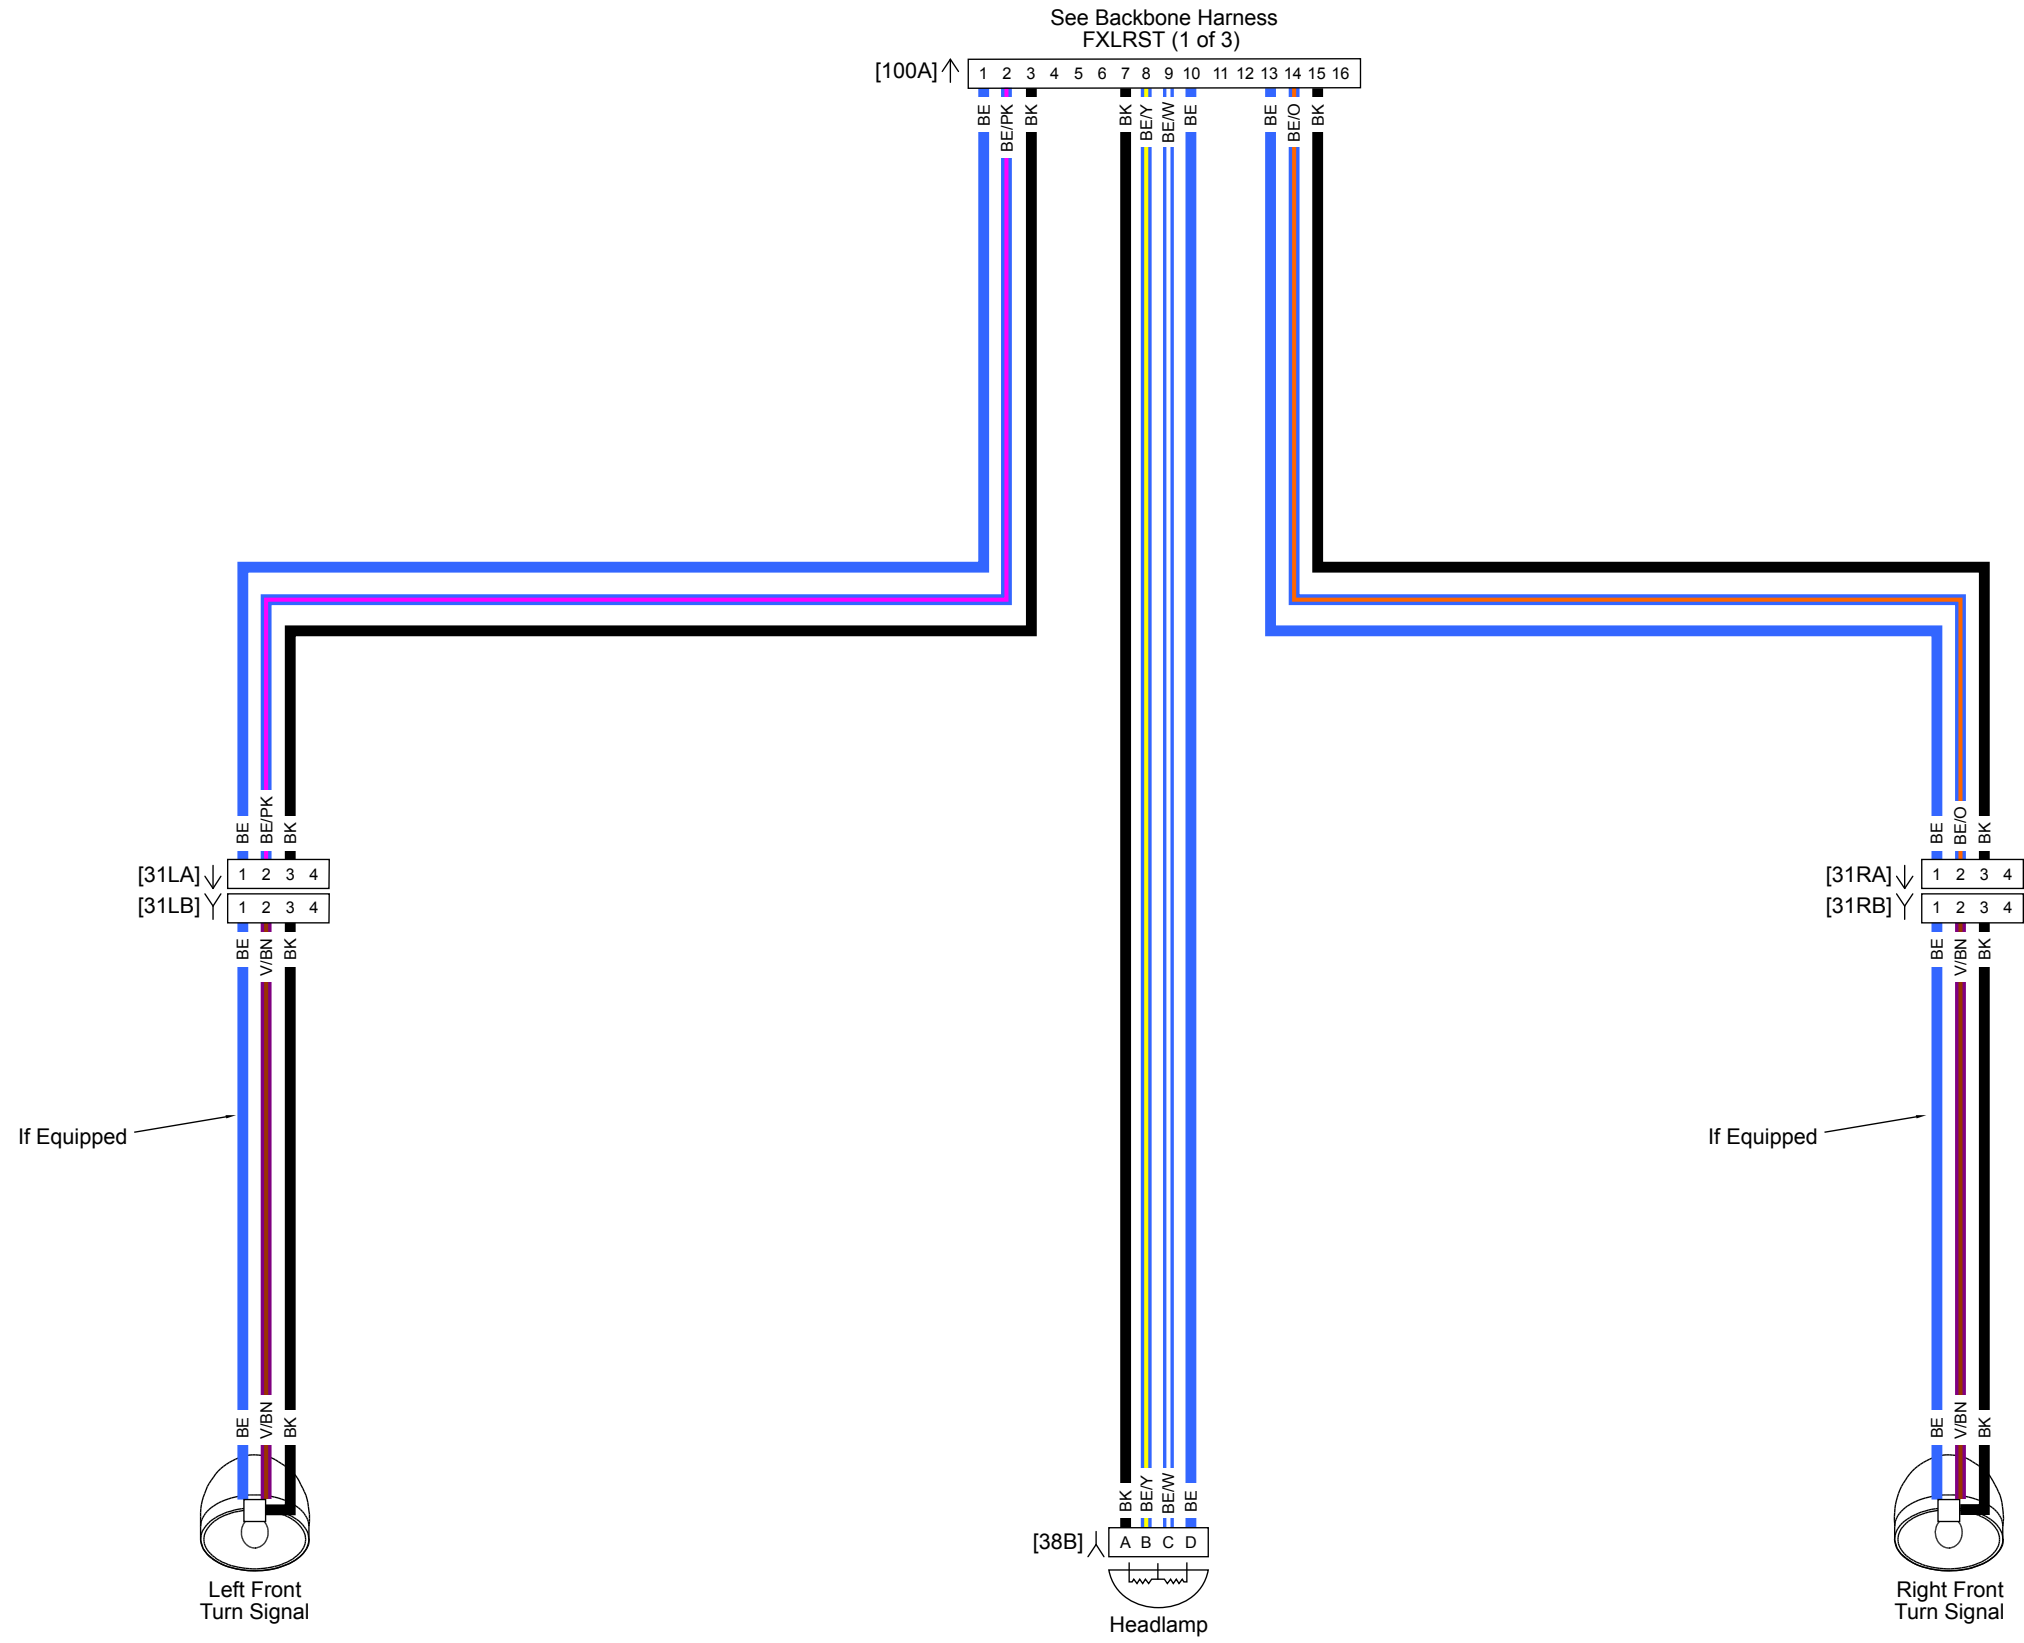 See Backbone Harness
FXLRST (1 of 3)
[100A] 1 2 3 4 5 6 7 8 9 10 11 12 13 14 15 16
BE BE/PK BK BK BE/Y BE/W BE BE BE/O BK
BE BE/PK BK BE BE/O BK
[31LA] 1 2 3 4 [31RA] 1 2 3 4
[31LB] 1 2 3 4 [31RB] 1 2 3 4
BE V/BN BK BE V/BN BK
If Equipped If Equipped
BE V/BN BK BE V/BN BK
BK BE/Y BE/W BE
[38B] A B C D
Left Front
Turn Signal
Headlamp
Right Front
Turn Signal